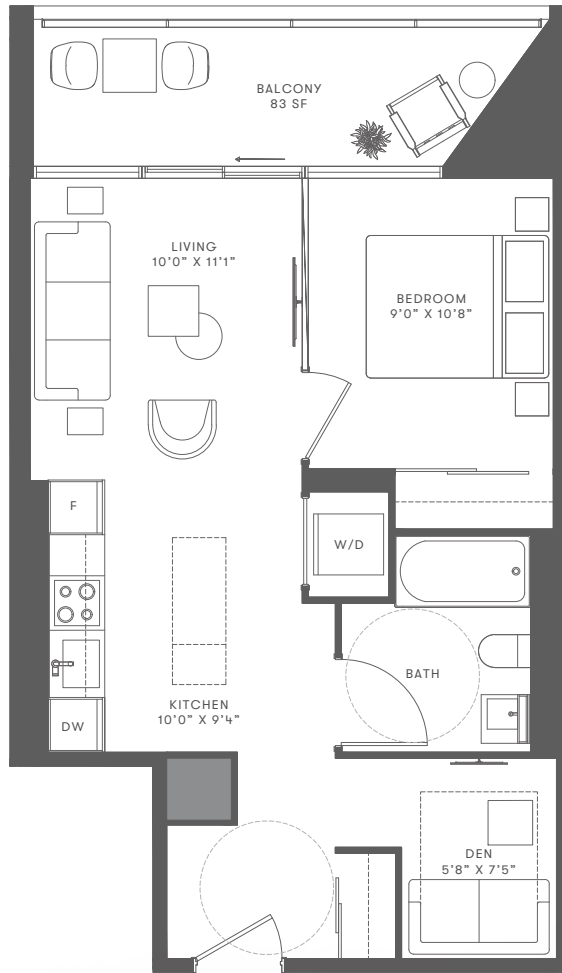 BALCONY
83 SF
LIVING
10'0" X 11'1"
BEDROOM
9'0" X 10'8"
F
W/D
BATH
KITCHEN
10'0" X 9'4"
DW
DEN
5'8" X 7'5"